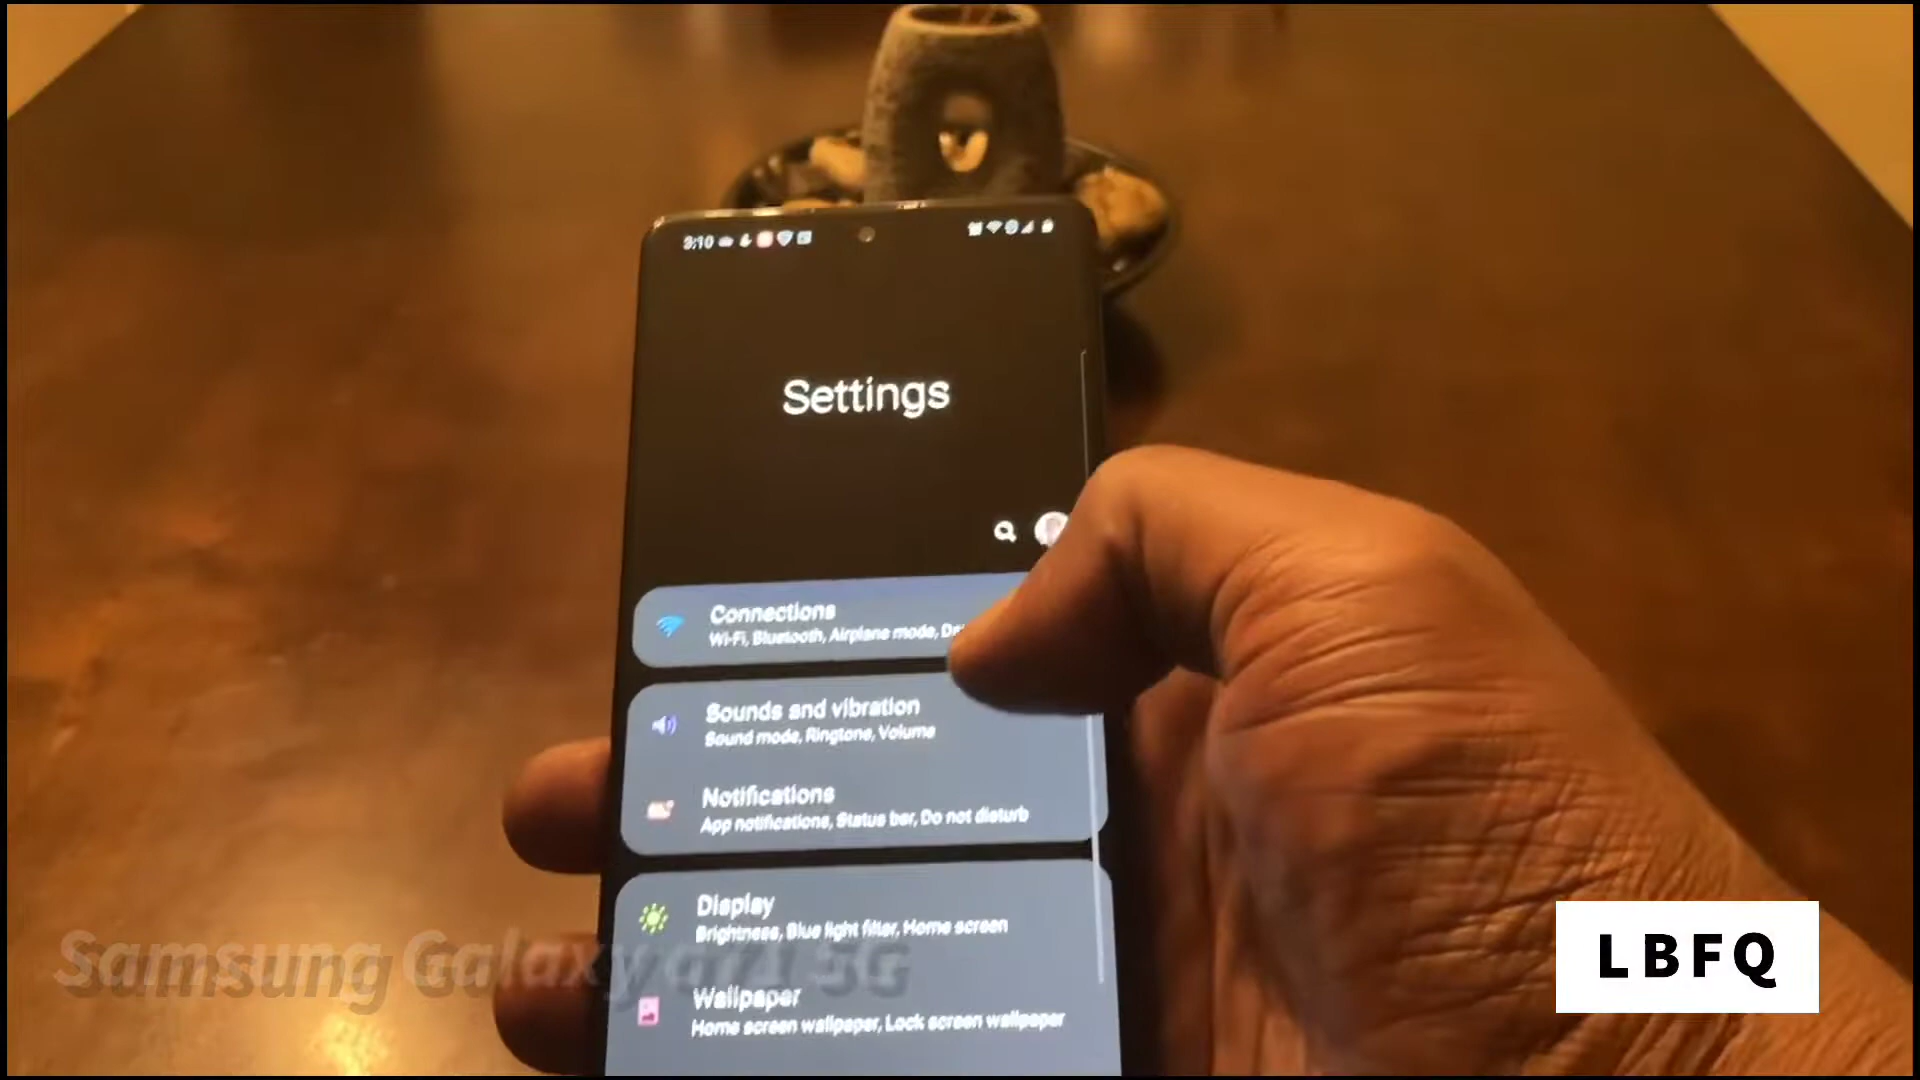 3:10
Settings
Connections
Wi-Fi, Bluetooth, Airplane mode,
Sounds and vibration
Sound mode, Ringtone, Volume
Notifications
App notifications, Status bar, Do not disturb
Display
Brightness, Blue light filter, Home screen
Samsung Galaxy a71 5G
Wallpaper
Home screen wallpaper, Lock screen wallpaper
LBFQ